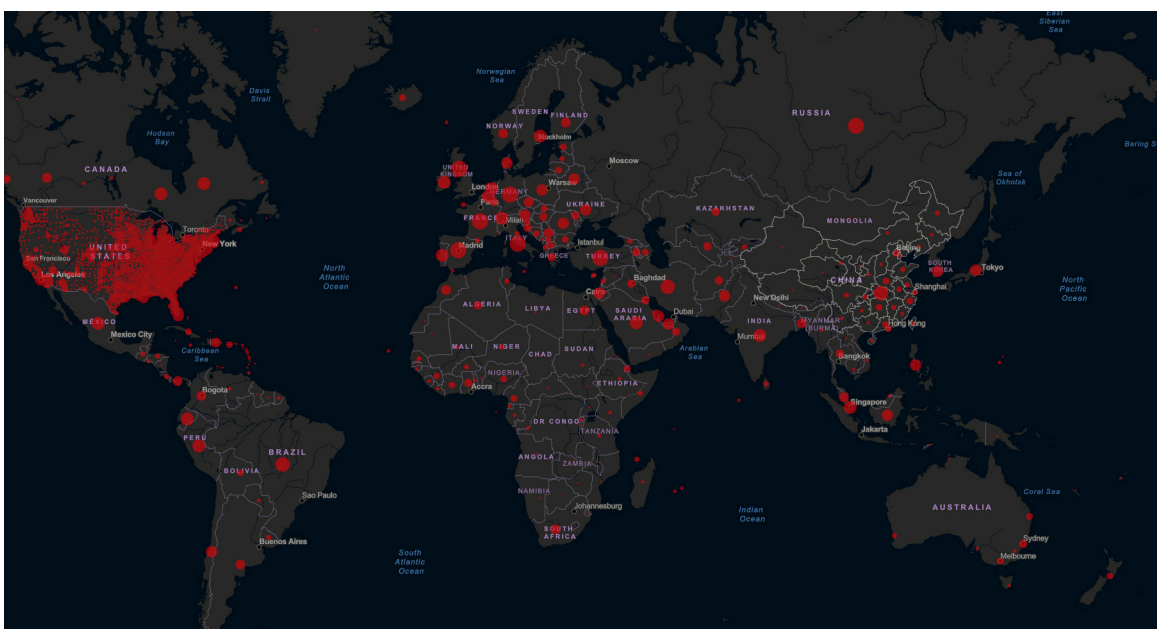 East
Siberian
Sea
Norwegian
Sea
Davis
Strait
RUSSIA
SWEDEN
FINLAND
NORWAY
Hudson
Bay
Stockholm
Bering S
Moscow
CANADA
UNITED
KINGDOM
Sea of
Okhotsk
London
GERMANY
Warsaw
Vancouver
Paris
UKRAINE
KAZAKHSTAN
FRANCE
Milan
MONGOLIA
Toronto
New York
ITALY
UNITED
STATES
Madrid
Istanbul
GREECE
TURKEY
Beijing
San Francisco
SOUTH
KOREA
Tokyo
North
Atlantic
Ocean
Los Angeles
Baghdad
CHINA
North
Pacific
Ocean
Shanghai
Cairo
New Delhi
ALGERIA
LIBYA
EGYPT
SAUDI
ARABIA
Dubai
MEXICO
INDIA
MYANMAR
(BURMA)
Hong Kong
Mexico City
Mumbai
MALI
NIGER
CHAD
SUDAN
Arabian
Sea
Caribbean
Sea
Bangkok
NIGERIA
Accra
ETHIOPIA
Bogota
Singapore
DR CONGO
TANZANIA
Jakarta
PERU
BRAZIL
ANGOLA
ZAMBIA
BOLIVIA
NAMIBIA
Coral Sea
Sao Paulo
Johannesburg
Indian
Ocean
AUSTRALIA
SOUTH
AFRICA
Buenos Aires
Sydney
South
Atlantic
Ocean
Melbourne